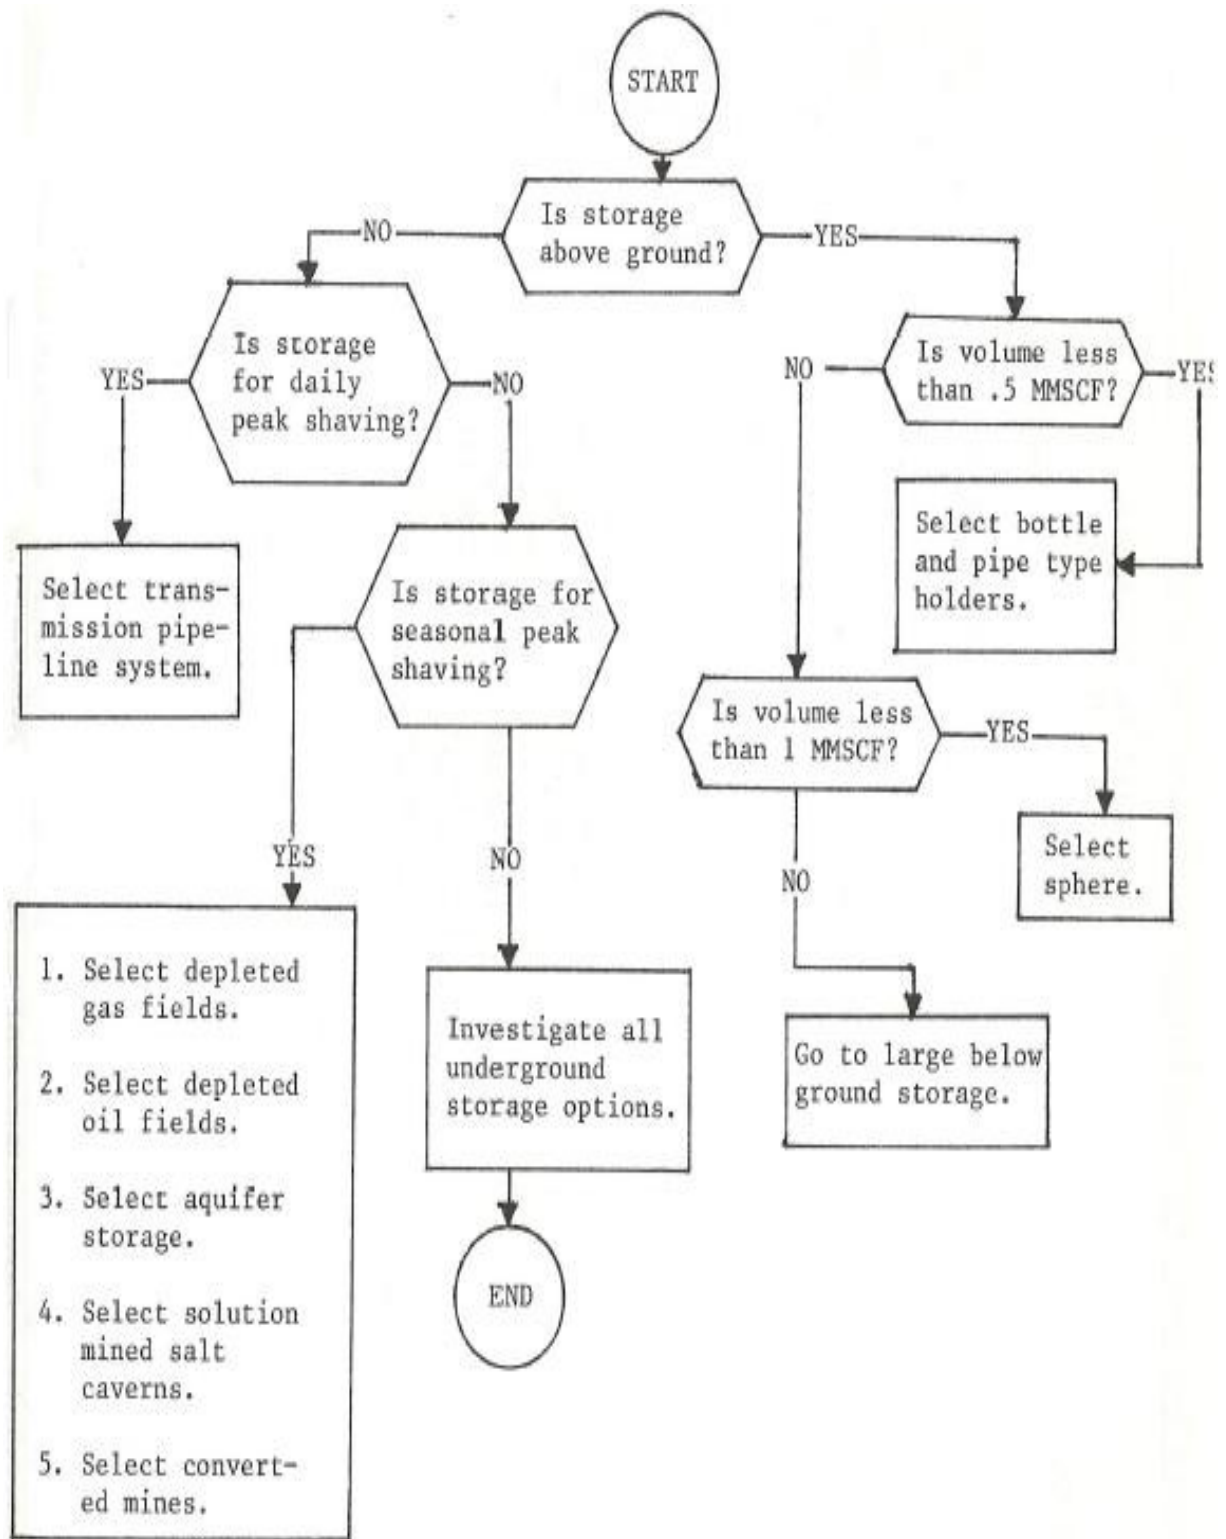 START
Is storage
above ground?
NO
YES
Is storage
for daily
peak shaving?
YES
NO
Is volume less
than .5 MMSCF?
NO
YES
Select bottle
and pipe type
holders.
Select trans-
mission pipe-
line system.
Is storage for
seasonal peak
shaving?
Is volume less
than 1 MMSCF?
YES
Select
sphere.
YES
NO
NO
1. Select depleted
gas fields.
2. Select depleted
oil fields.
3. Select aquifer
storage.
4. Select solution
mined salt
caverns.
5. Select convert-
ed mines.
Investigate all
underground
storage options.
Go to large below
ground storage.
END